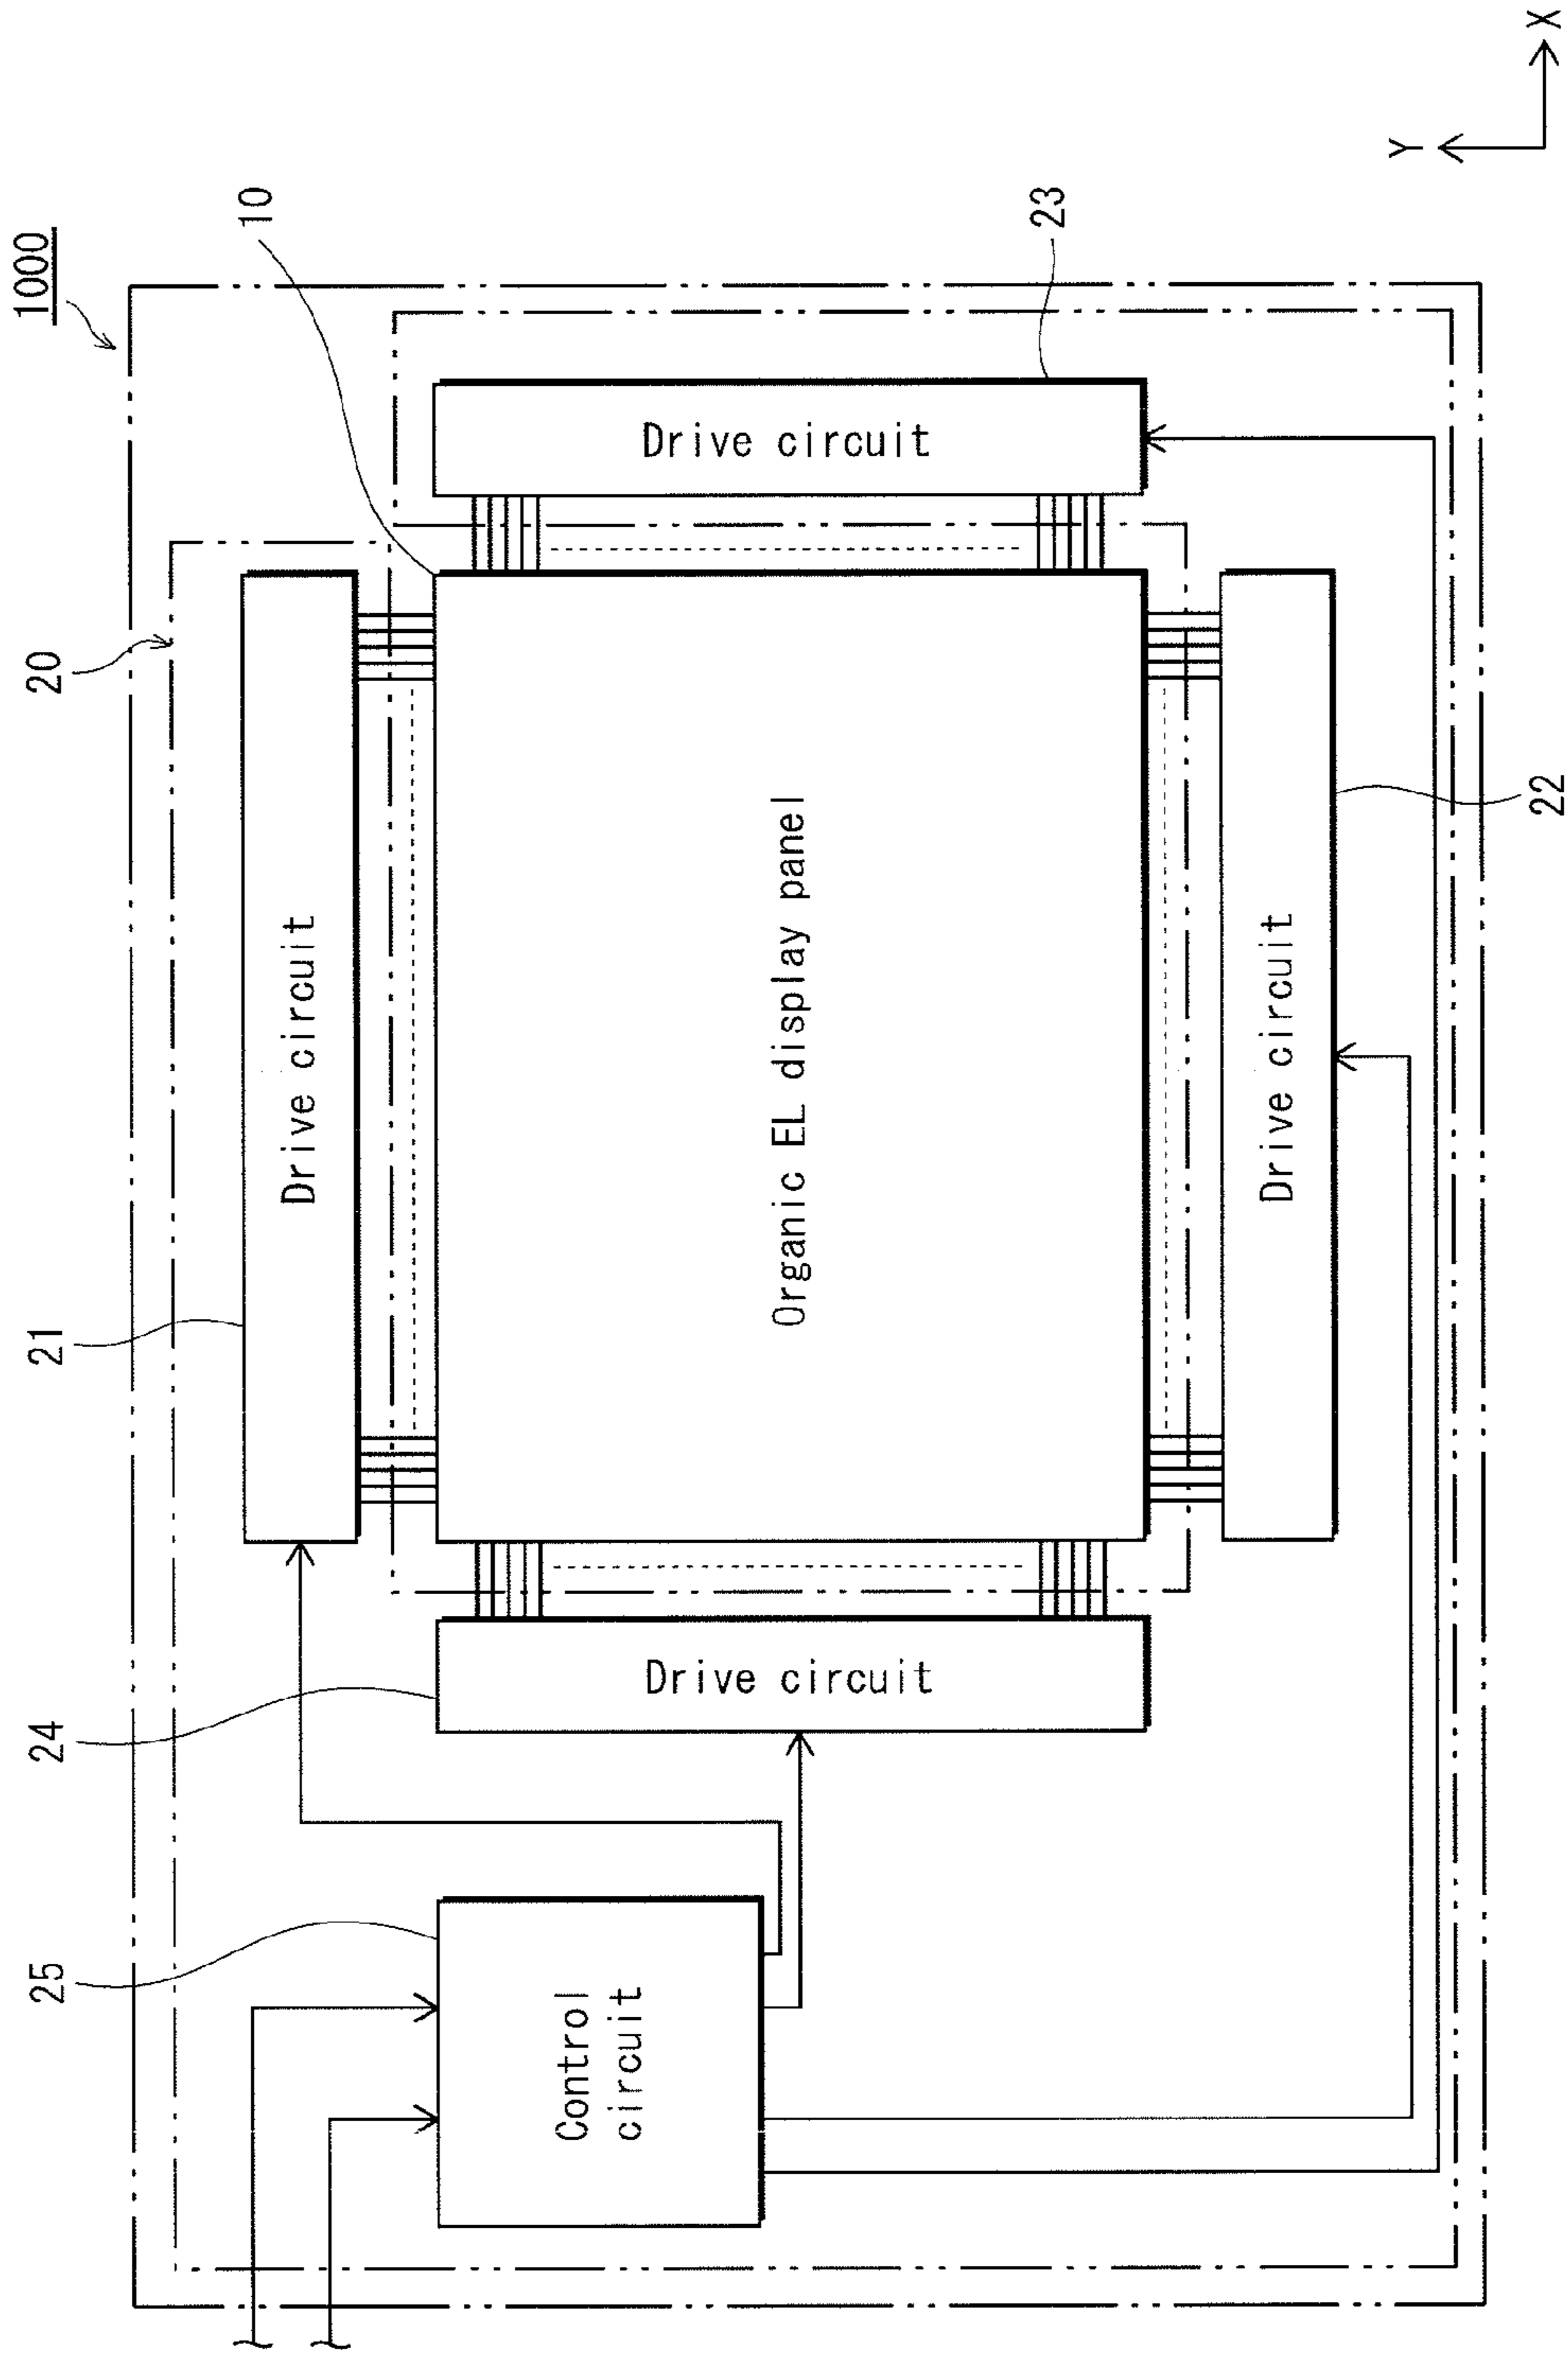 1000
25
24
21
20
10
Drive circuit
Control
circuit
Drive circuit
Organic EL display panel
Drive circuit
23
Drive circuit
22
Y
X